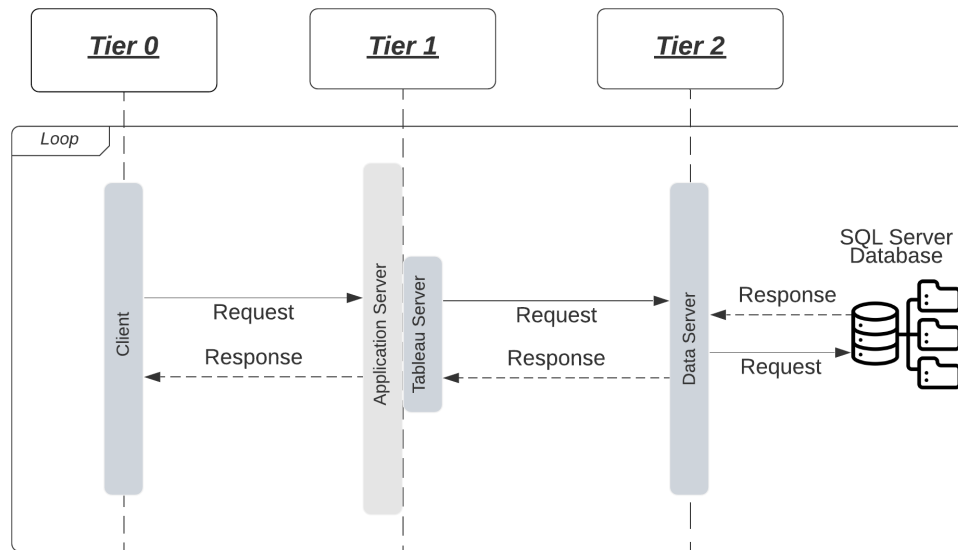 Tier 0
Tier 1
Tier 2
Loop
SQL Server
Database
Client
Application Server
Tableau Server
Data Server
Request
Response
Request
Response
Response
Request